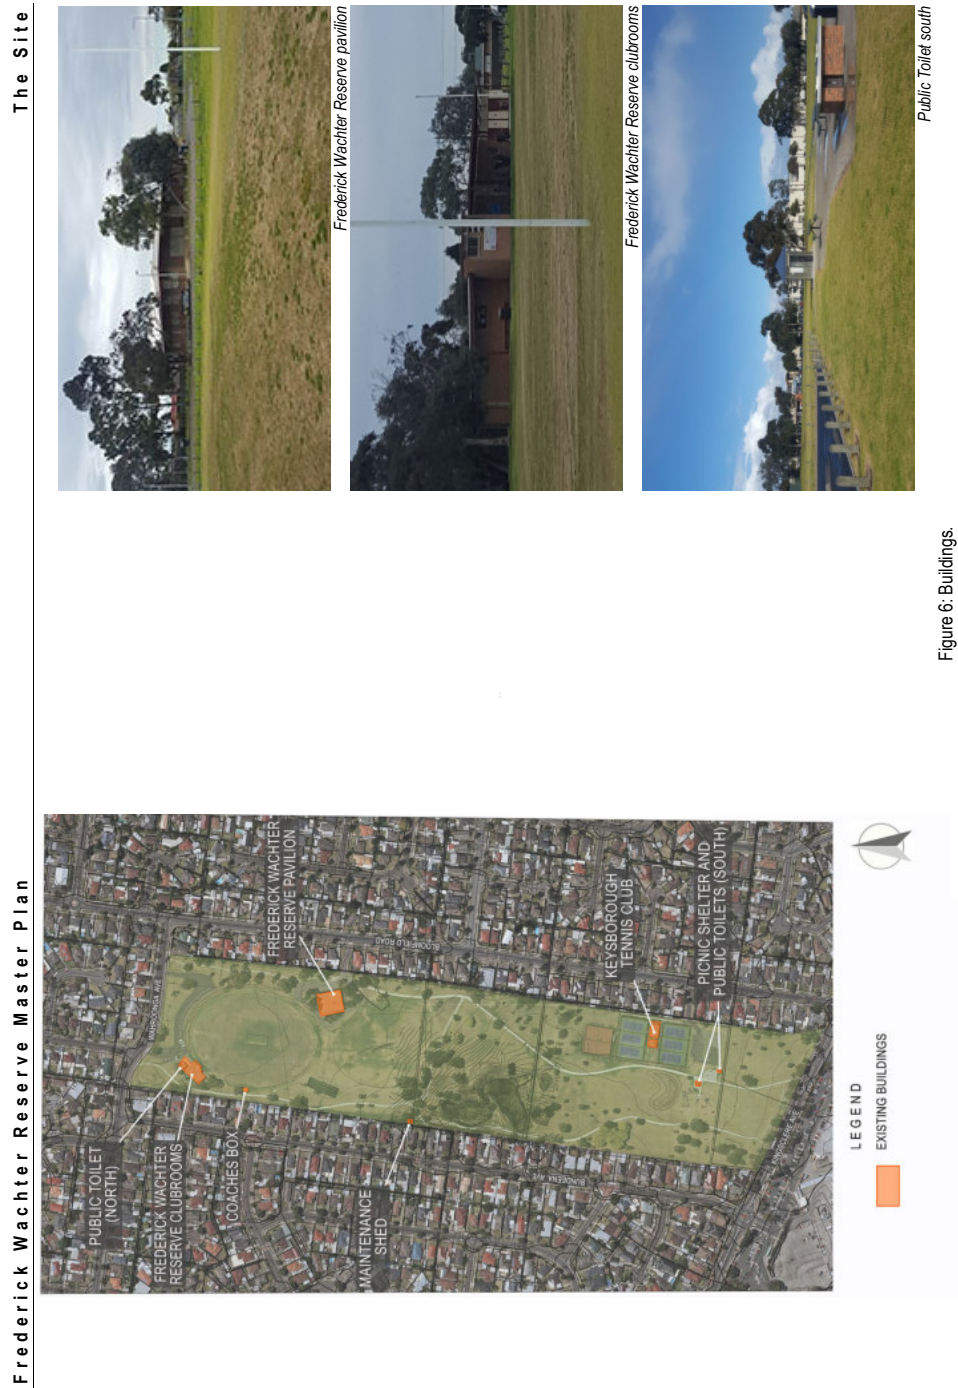 Frederick Wachter Reserve Master Plan
The Site
PUBLIC TOILET
(NORTH)
FREDERICK WACHTER
RESERVE CLUBROOMS
COACHES BOX
MAINTENANCE
SHED
FREDERICK WACHTER
RESERVE PAVILION
KEYSBOROUGH
TENNIS CLUB
PICNIC SHELTER AND
PUBLIC TOILETS (SOUTH)
BLOOMFIELD ROAD
BUNDEENA AVE
LEGEND
EXISTING BUILDINGS
Frederick Wachter Reserve pavilion
Frederick Wachter Reserve clubrooms
Public Toilet south
Figure 6: Buildings.